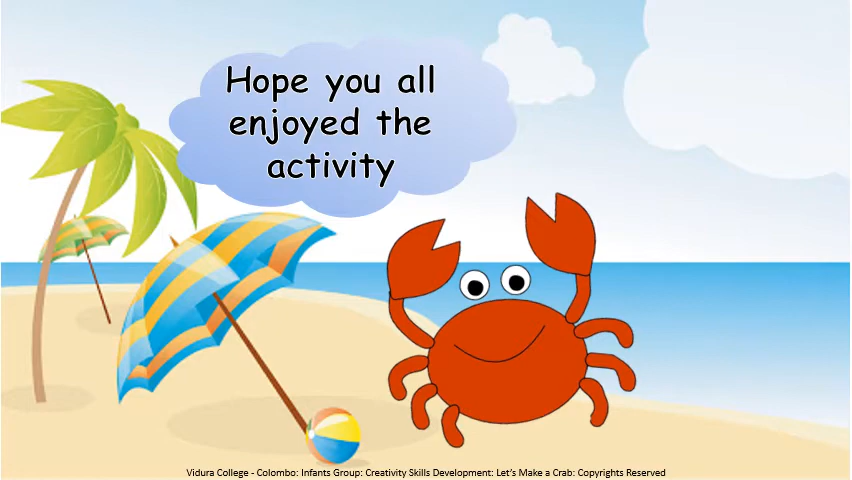 Hope you all
enjoyed the
activity
Vidura College - Colombo: Infants Group: Creativity Skills Development: Let's Make a Crab: Copyrights Reserved